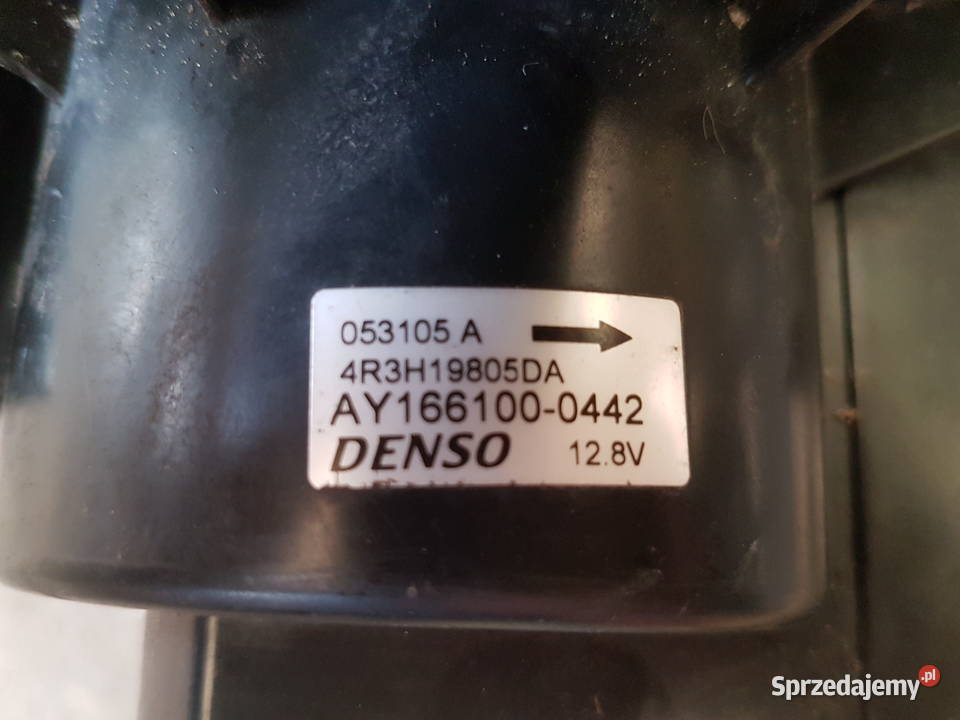 053105 A
4R3H19805DA
AY166100-0442
DENSO 12.8V
Sprzedajemy.pl